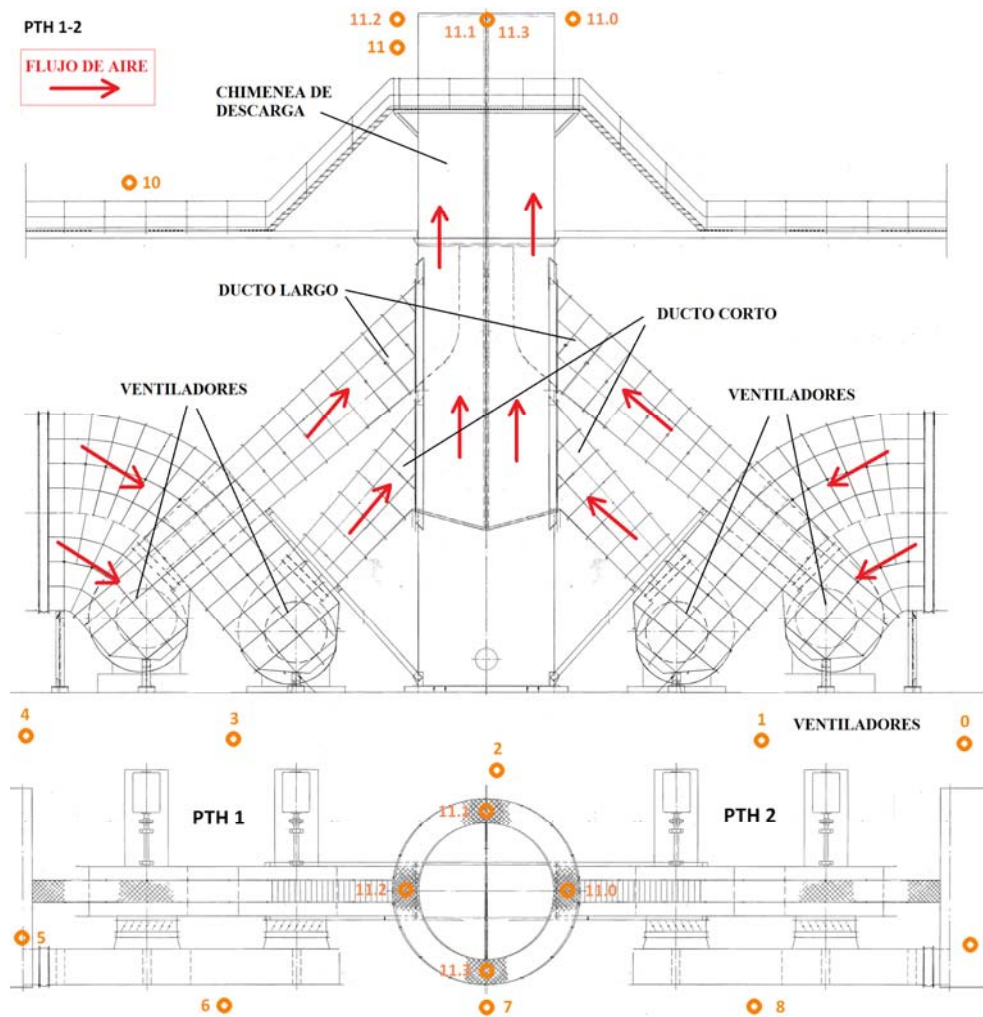 PTH 1-2
FLUJO DE AIRE
11.2
11.1
11.3
11.0
11
CHIMENEA DE
DESCARGA
10
DUCTO LARGO
DUCTO CORTO
VENTILADORES
VENTILADORES
4
3
2
1
VENTILADORES
0
PTH 1
11.1
PTH 2
11.2
11.0
5
11.3
6
7
8